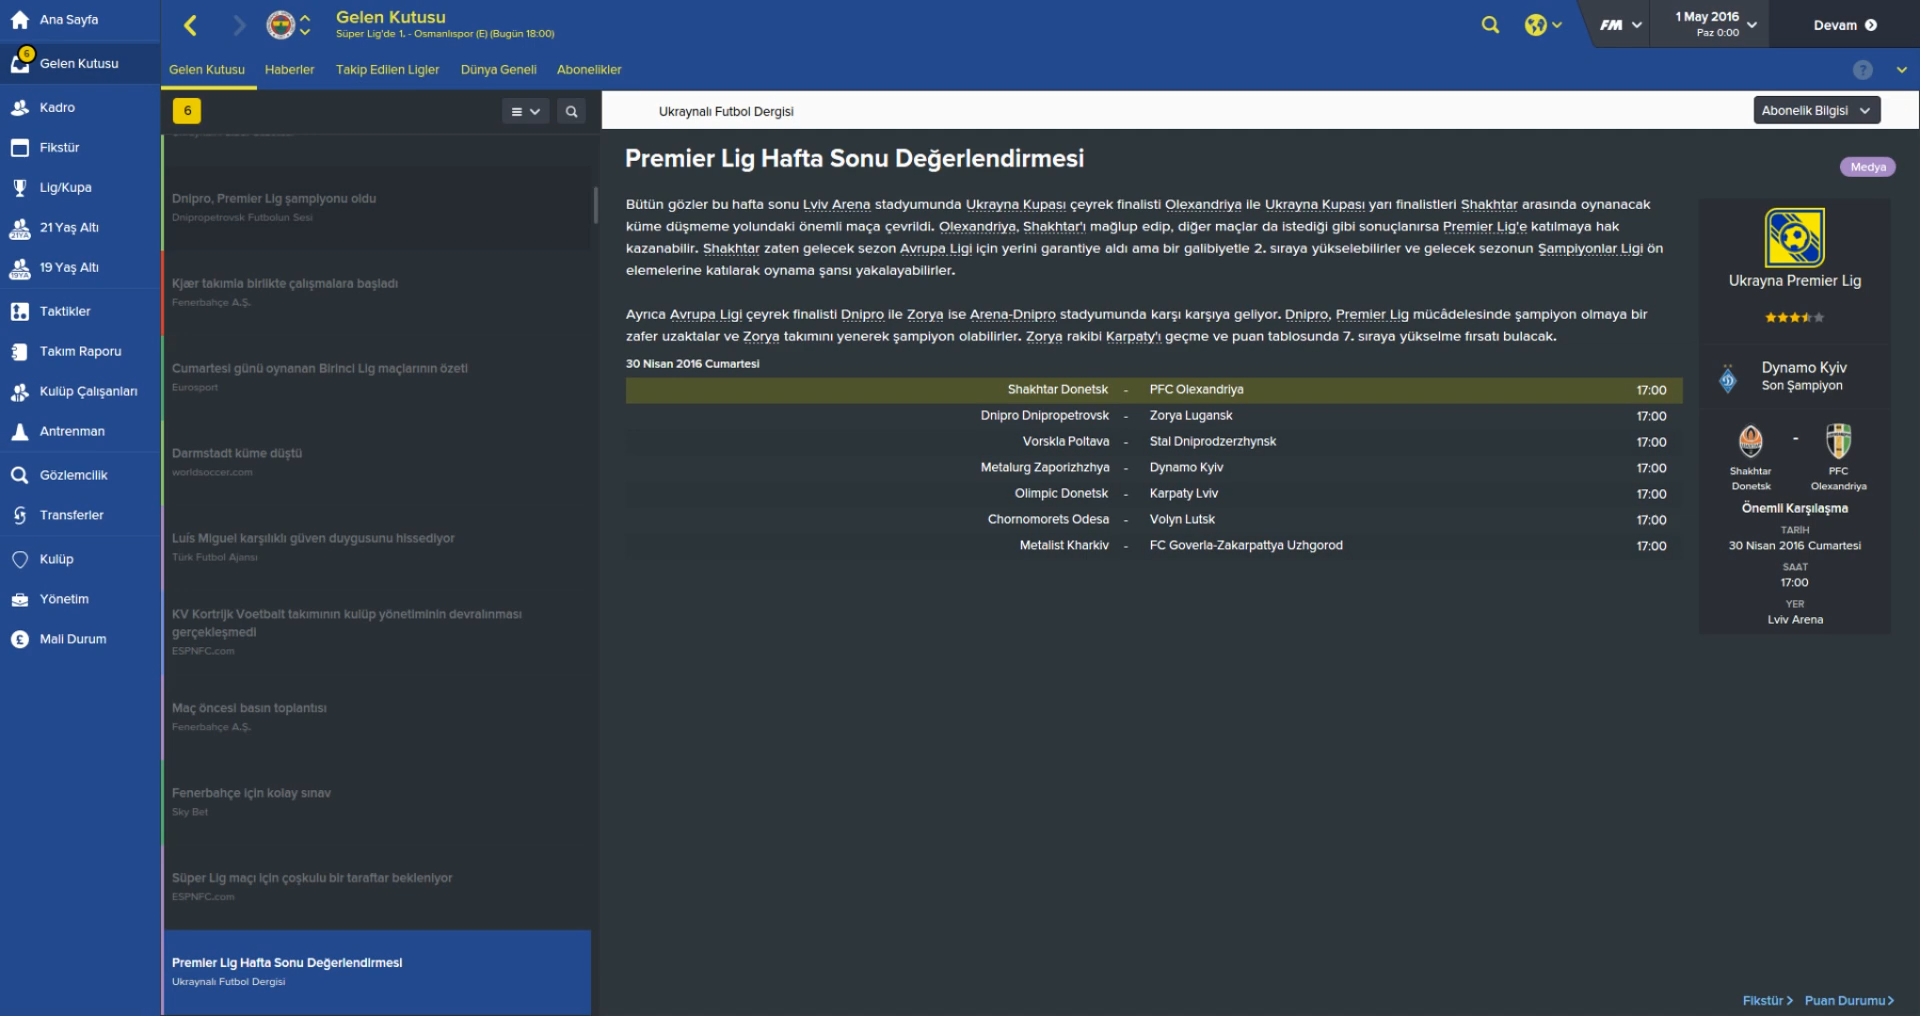 Ana Sayfa
6
Gelen Kutusu
Kadro
Fikstür
Lig/Kupa
21 Yaş Altı
19 Yaş Altı
Taktikler
Takım Raporu
Kulüp Çalışanları
Antrenman
Gözlemcilik
Transferler
Kulüp
Yönetim
Mali Durum
Gelen Kutusu
Süper Lig'de 1. - Osmanlıspor (E) (Bugün 18:00)
FM
1 May 2016
Paz 0:00
Devam
Gelen Kutusu Haberler Takip Edilen Ligler Dünya Geneli Abonelikler
?
6
Dnipro, Premier Lig şampiyonu oldu
Dnipropetrovsk Futbolun Sesi
Kjær takımla birlikte çalışmalara başladı
Fenerbahçe A.Ş.
Cumartesi günü oynanan Birinci Lig maçlarının özeti
Eurosport
Darmstadt küme düştü
worldsoccer.com
Luís Miguel karşılıklı güven duygusunu hissediyor
Türk Futbol Ajansı
KV Kortrijk Voetbalt takımının kulüp yönetiminin devralınması
gerçekleşmedi
ESPNFC.com
Maç öncesi basın toplantısı
Fenerbahçe A.Ş.
Fenerbahçe için kolay sınav
Sky Bet
Süper Lig maçı için çoşkulu bir taraftar bekleniyor
ESPNFC.com
Premier Lig Hafta Sonu Değerlendirmesi
Ukraynalı Futbol Dergisi
Ukraynalı Futbol Dergisi
Abonelik Bilgisi
Premier Lig Hafta Sonu Değerlendirmesi
Medya
Bütün gözler bu hafta sonu Lviv Arena stadyumunda Ukrayna Kupası çeyrek finalisti Olexandriya ile Ukrayna Kupası yarı finalistleri Shakhtar arasında oynanacak
küme düşmeme yolundaki önemli maça çevrildi. Olexandriya, Shakhtar'ı mağlup edip, diğer maçlar da istediği gibi sonuçlanırsa Premier Lig'e katılmaya hak
kazanabilir. Shakhtar zaten gelecek sezon Avrupa Ligi için yerini garantiye aldı ama bir galibiyetle 2. sıraya yükselebilirler ve gelecek sezonun Şampiyonlar Ligi ön
elemelerine katılarak oynama şansı yakalayabilirler.
Ayrıca Avrupa Ligi çeyrek finalisti Dnipro ile Zorya ise Arena-Dnipro stadyumunda karşı karşıya geliyor. Dnipro, Premier Lig mücâdelesinde şampiyon olmaya bir
zafer uzaktalar ve Zorya takımını yenerek şampiyon olabilirler. Zorya rakibi Karpaty'ı geçme ve puan tablosunda 7. sıraya yükselme fırsatı bulacak.
30 Nisan 2016 Cumartesi
Shakhtar Donetsk - PFC Olexandriya 17:00
Dnipro Dnipropetrovsk - Zorya Lugansk 17:00
Vorskla Poltava - Stal Dniprodzerzhynsk 17:00
Metalurg Zaporizhzhya - Dynamo Kyiv 17:00
Olimpic Donetsk - Karpaty Lviv 17:00
Chornomorets Odesa - Volyn Lutsk 17:00
Metalist Kharkiv - FC Goverla-Zakarpattya Uzhgorod 17:00
Ukrayna Premier Lig
Dynamo Kyiv
Son Şampiyon
-
Shakhtar Donetsk
PFC Olexandriya
Önemli Karşılaşma
TARİH
30 Nisan 2016 Cumartesi
SAAT
17:00
YER
Lviv Arena
Fikstür > Puan Durumu >